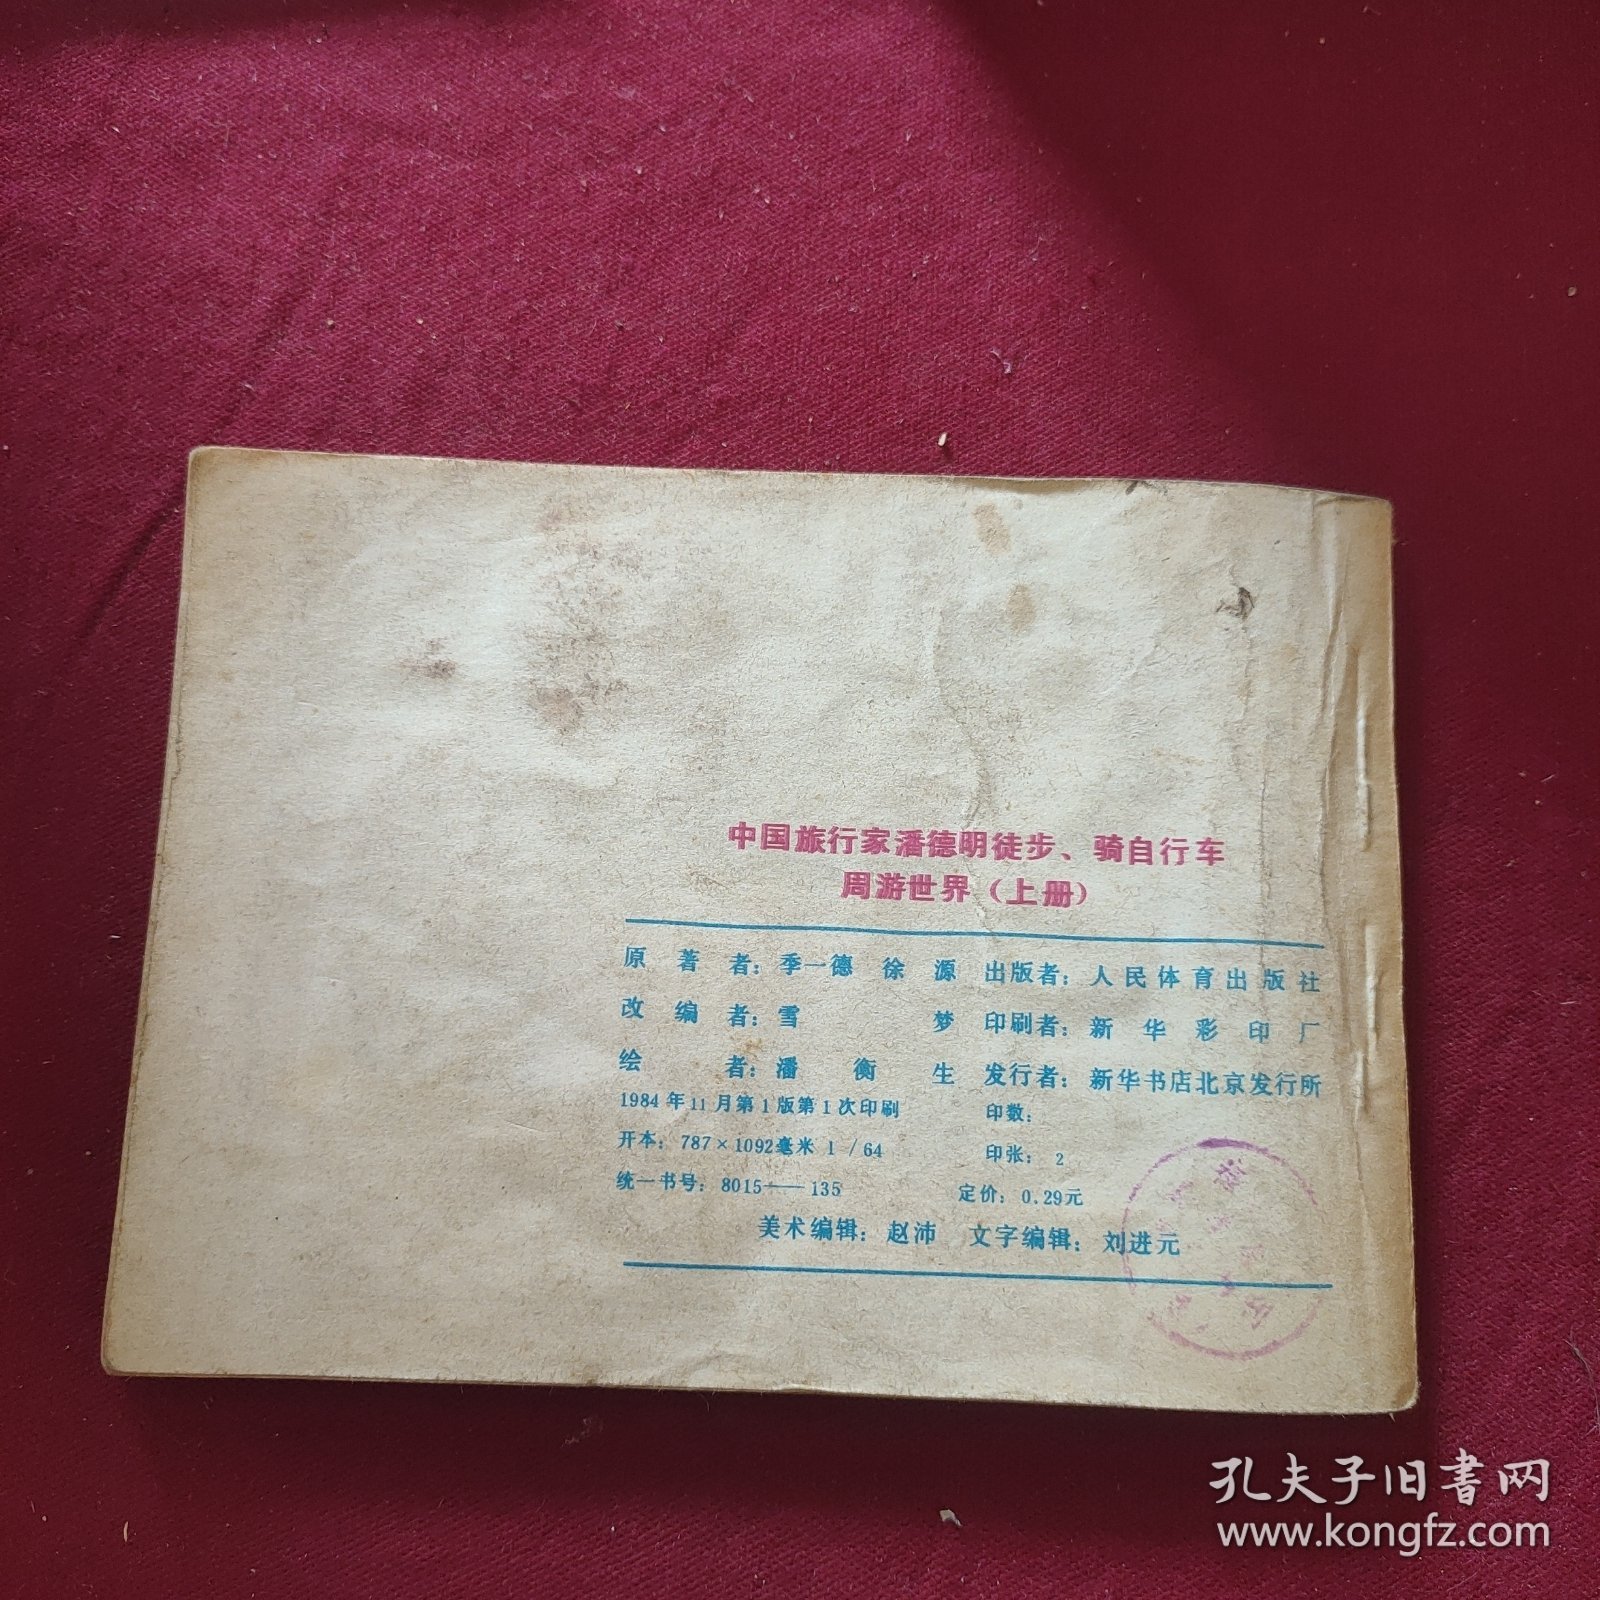 中国旅行家潘德明徒步、骑自行车
周游世界（上册）
原著者：季一德 徐源 出版者：人民体育出版社
改编者：雪梦 印刷者：新华彩印厂
绘者：潘衡生 发行者：新华书店北京发行所
1984年11月第1版第1次印刷 印数：
开本：787×1092毫米 1/64 印张：2
统一书号：8015——135 定价：0.29元
美术编辑：赵沛 文字编辑：刘进元
孔夫子旧书网
www.kongfz.com